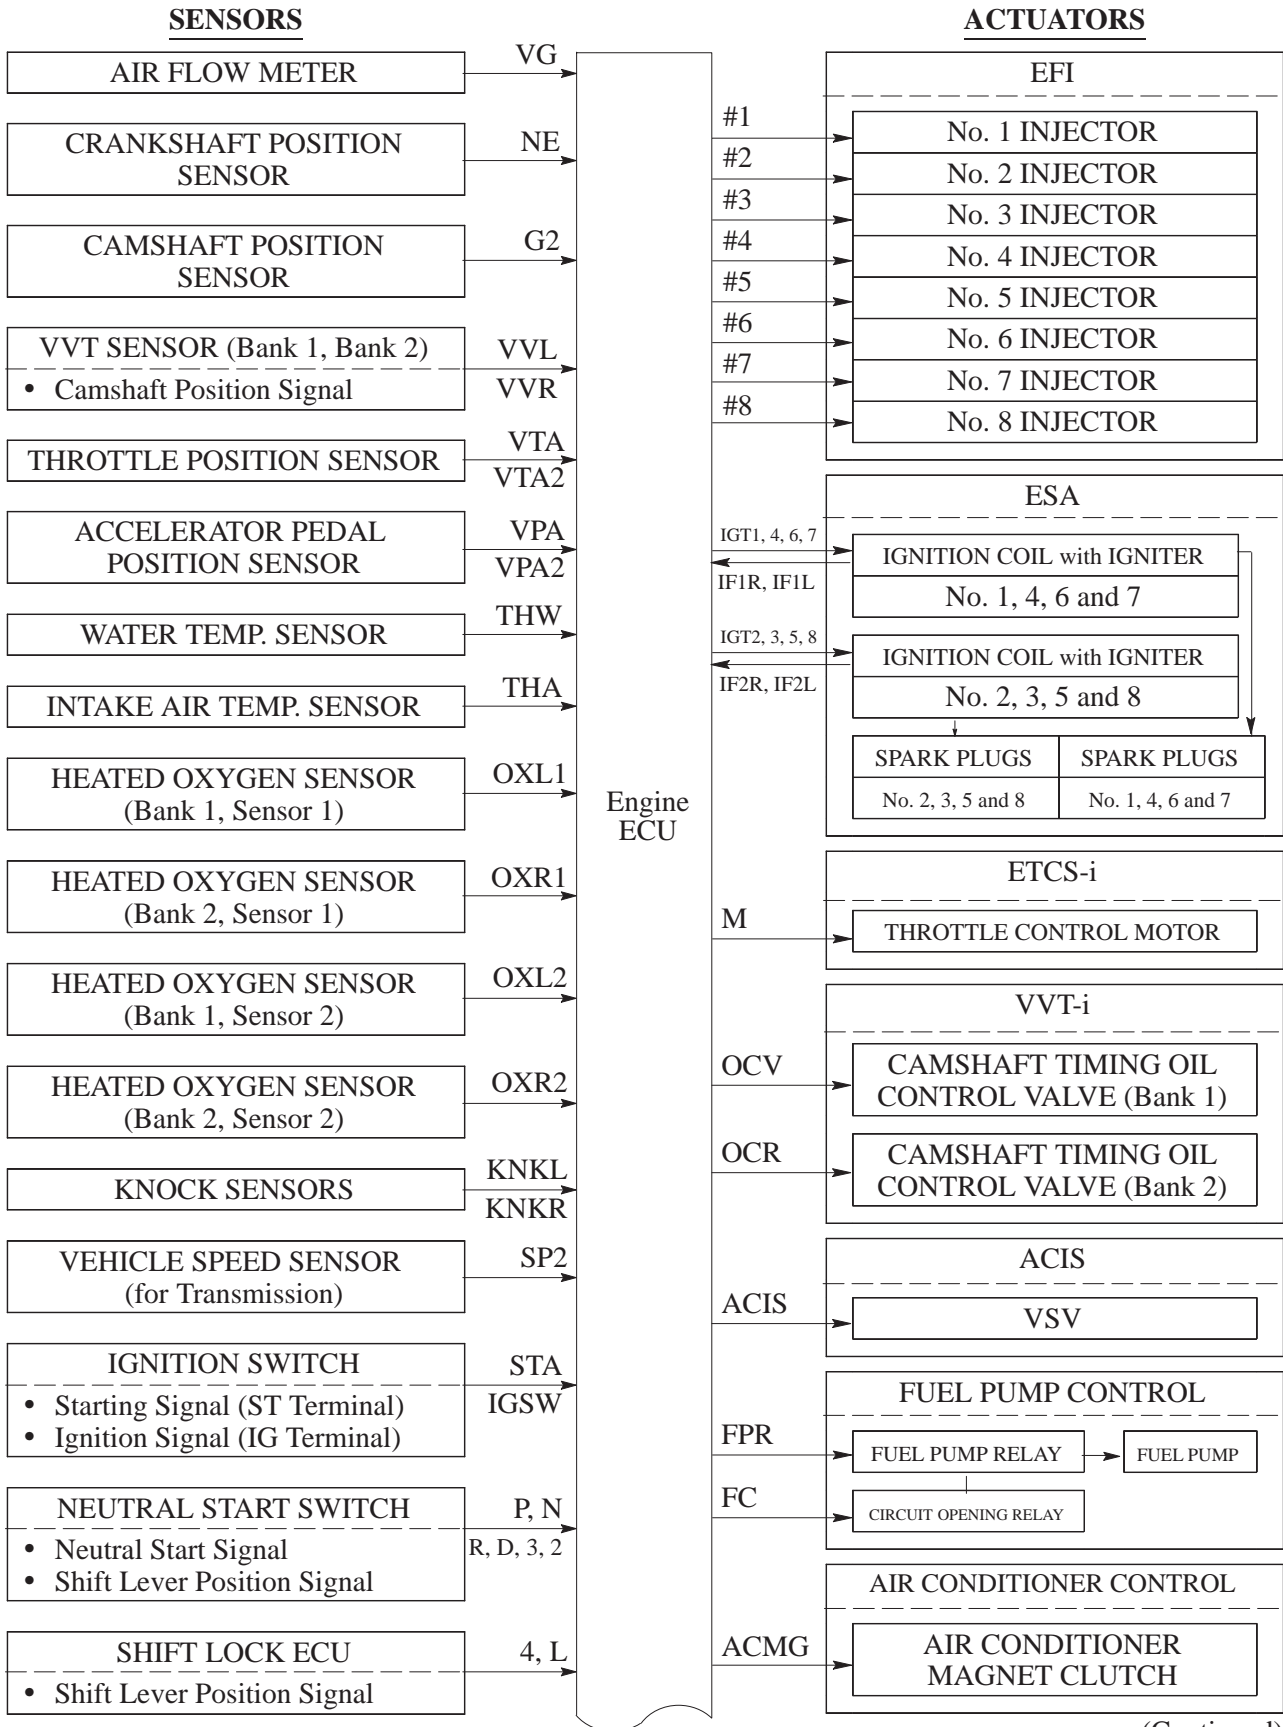 SENSORS
AIR FLOW METER
VG
CRANKSHAFT POSITION
SENSOR
NE
CAMSHAFT POSITION
SENSOR
G2
VVT SENSOR (Bank 1, Bank 2)
• Camshaft Position Signal
VVL
VVR
THROTTLE POSITION SENSOR
VTA
VTA2
ACCELERATOR PEDAL
POSITION SENSOR
VPA
VPA2
WATER TEMP. SENSOR
THW
INTAKE AIR TEMP. SENSOR
THA
HEATED OXYGEN SENSOR
(Bank 1, Sensor 1)
OXL1
HEATED OXYGEN SENSOR
(Bank 2, Sensor 1)
OXR1
HEATED OXYGEN SENSOR
(Bank 1, Sensor 2)
OXL2
HEATED OXYGEN SENSOR
(Bank 2, Sensor 2)
OXR2
KNOCK SENSORS
KNKL
KNKR
VEHICLE SPEED SENSOR
(for Transmission)
SP2
IGNITION SWITCH
• Starting Signal (ST Terminal)
• Ignition Signal (IG Terminal)
STA
IGSW
NEUTRAL START SWITCH
• Neutral Start Signal
• Shift Lever Position Signal
P, N
R, D, 3, 2
SHIFT LOCK ECU
• Shift Lever Position Signal
4, L
Engine
ECU
ACTUATORS
EFI
#1
No. 1 INJECTOR
#2
No. 2 INJECTOR
#3
No. 3 INJECTOR
#4
No. 4 INJECTOR
#5
No. 5 INJECTOR
#6
No. 6 INJECTOR
#7
No. 7 INJECTOR
#8
No. 8 INJECTOR
ESA
IGT1, 4, 6, 7
IF1R, IF1L
IGNITION COIL with IGNITER
No. 1, 4, 6 and 7
IGT2, 3, 5, 8
IF2R, IF2L
IGNITION COIL with IGNITER
No. 2, 3, 5 and 8
SPARK PLUGS
No. 2, 3, 5 and 8
SPARK PLUGS
No. 1, 4, 6 and 7
ETCS-i
M
THROTTLE CONTROL MOTOR
VVT-i
OCV
CAMSHAFT TIMING OIL
CONTROL VALVE (Bank 1)
OCR
CAMSHAFT TIMING OIL
CONTROL VALVE (Bank 2)
ACIS
ACIS
VSV
FUEL PUMP CONTROL
FPR
FUEL PUMP RELAY
FUEL PUMP
FC
CIRCUIT OPENING RELAY
AIR CONDITIONER CONTROL
ACMG
AIR CONDITIONER
MAGNET CLUTCH
(Continued)